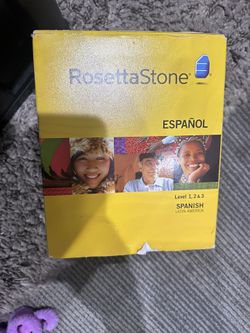 RosettaStone®
ESPAÑOL
Level 1, 2 & 3
SPANISH
LATIN AMERICA